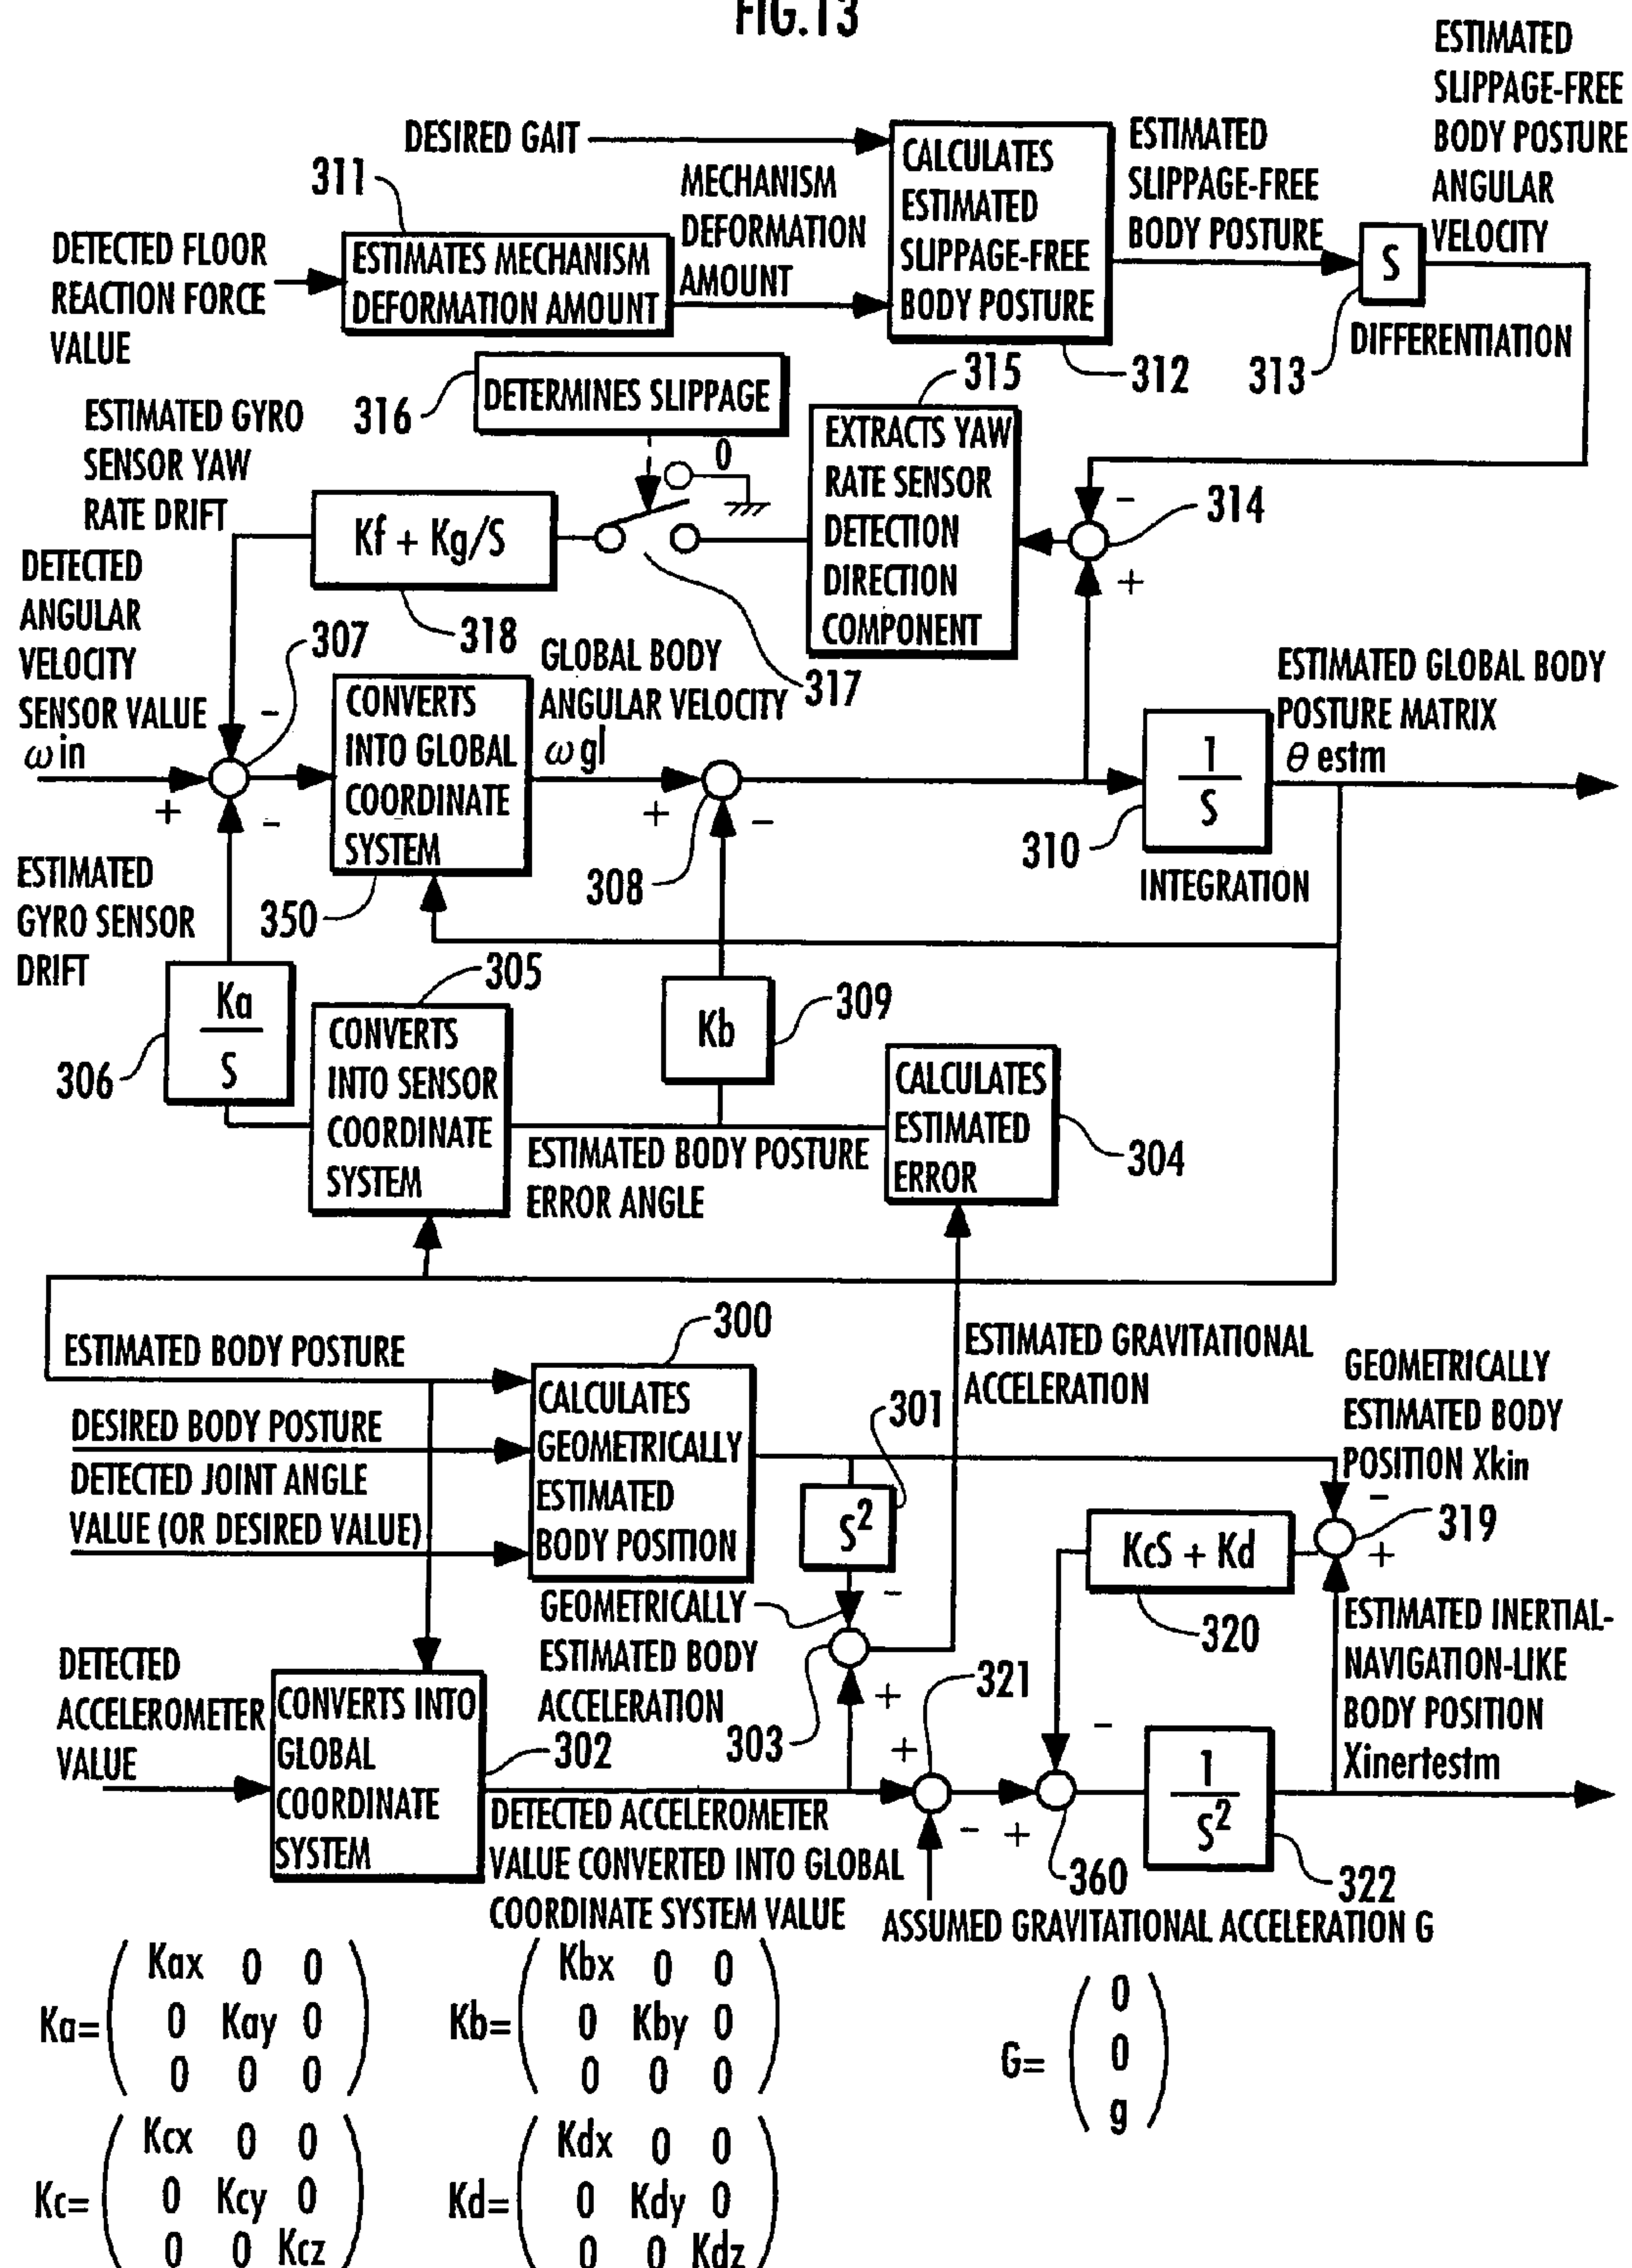 FIG.13
ESTIMATED
SLIPPAGE-FREE
BODY POSTURE
ANGULAR
VELOCITY
DESIRED GAIT
CALCULATES
ESTIMATED
SLIPPAGE-FREE
BODY POSTURE
ESTIMATED
SLIPPAGE-FREE
BODY POSTURE
311
MECHANISM
DEFORMATION
AMOUNT
DETECTED FLOOR
REACTION FORCE
VALUE
ESTIMATES MECHANISM
DEFORMATION AMOUNT
S
DIFFERENTIATION
312
313
315
316
DETERMINES SLIPPAGE
0
ESTIMATED GYRO
SENSOR YAW
RATE DRIFT
EXTRACTS YAW
RATE SENSOR
DETECTION
DIRECTION
COMPONENT
-
314
+
Kf + Kg/S
318
317
DETECTED
ANGULAR
VELOCITY
SENSOR VALUE
ωin
307
-
+
-
CONVERTS
INTO GLOBAL
COORDINATE
SYSTEM
350
GLOBAL BODY
ANGULAR VELOCITY
ωgl
+
-
308
1
S
310
INTEGRATION
ESTIMATED GLOBAL BODY
POSTURE MATRIX
θ estm
ESTIMATED
GYRO SENSOR
DRIFT
Ka
S
306
305
CONVERTS
INTO SENSOR
COORDINATE
SYSTEM
Kb
309
CALCULATES
ESTIMATED
ERROR
304
ESTIMATED BODY POSTURE
ERROR ANGLE
300
ESTIMATED BODY POSTURE
DESIRED BODY POSTURE
DETECTED JOINT ANGLE
VALUE (OR DESIRED VALUE)
CALCULATES
GEOMETRICALLY
ESTIMATED
BODY POSITION
ESTIMATED GRAVITATIONAL
ACCELERATION
301
S²
GEOMETRICALLY
ESTIMATED BODY
POSITION Xkin
-
319
+
KcS + Kd
320
GEOMETRICALLY
ESTIMATED BODY
ACCELERATION
-
303
+
DETECTED
ACCELEROMETER
VALUE
CONVERTS INTO
GLOBAL
COORDINATE
SYSTEM
302
DETECTED ACCELEROMETER
VALUE CONVERTED INTO GLOBAL
COORDINATE SYSTEM VALUE
321
+
-
-
+
360
1
S²
322
ESTIMATED INERTIAL-
NAVIGATION-LIKE
BODY POSITION
Xinertestm
ASSUMED GRAVITATIONAL ACCELERATION G
Kax 0 0
Ka= 0 Kay 0
0 0 0
Kbx 0 0
Kb= 0 Kby 0
0 0 0
0
G= 0
g
Kcx 0 0
Kc= 0 Kcy 0
0 0 Kcz
Kdx 0 0
Kd= 0 Kdy 0
0 0 Kdz